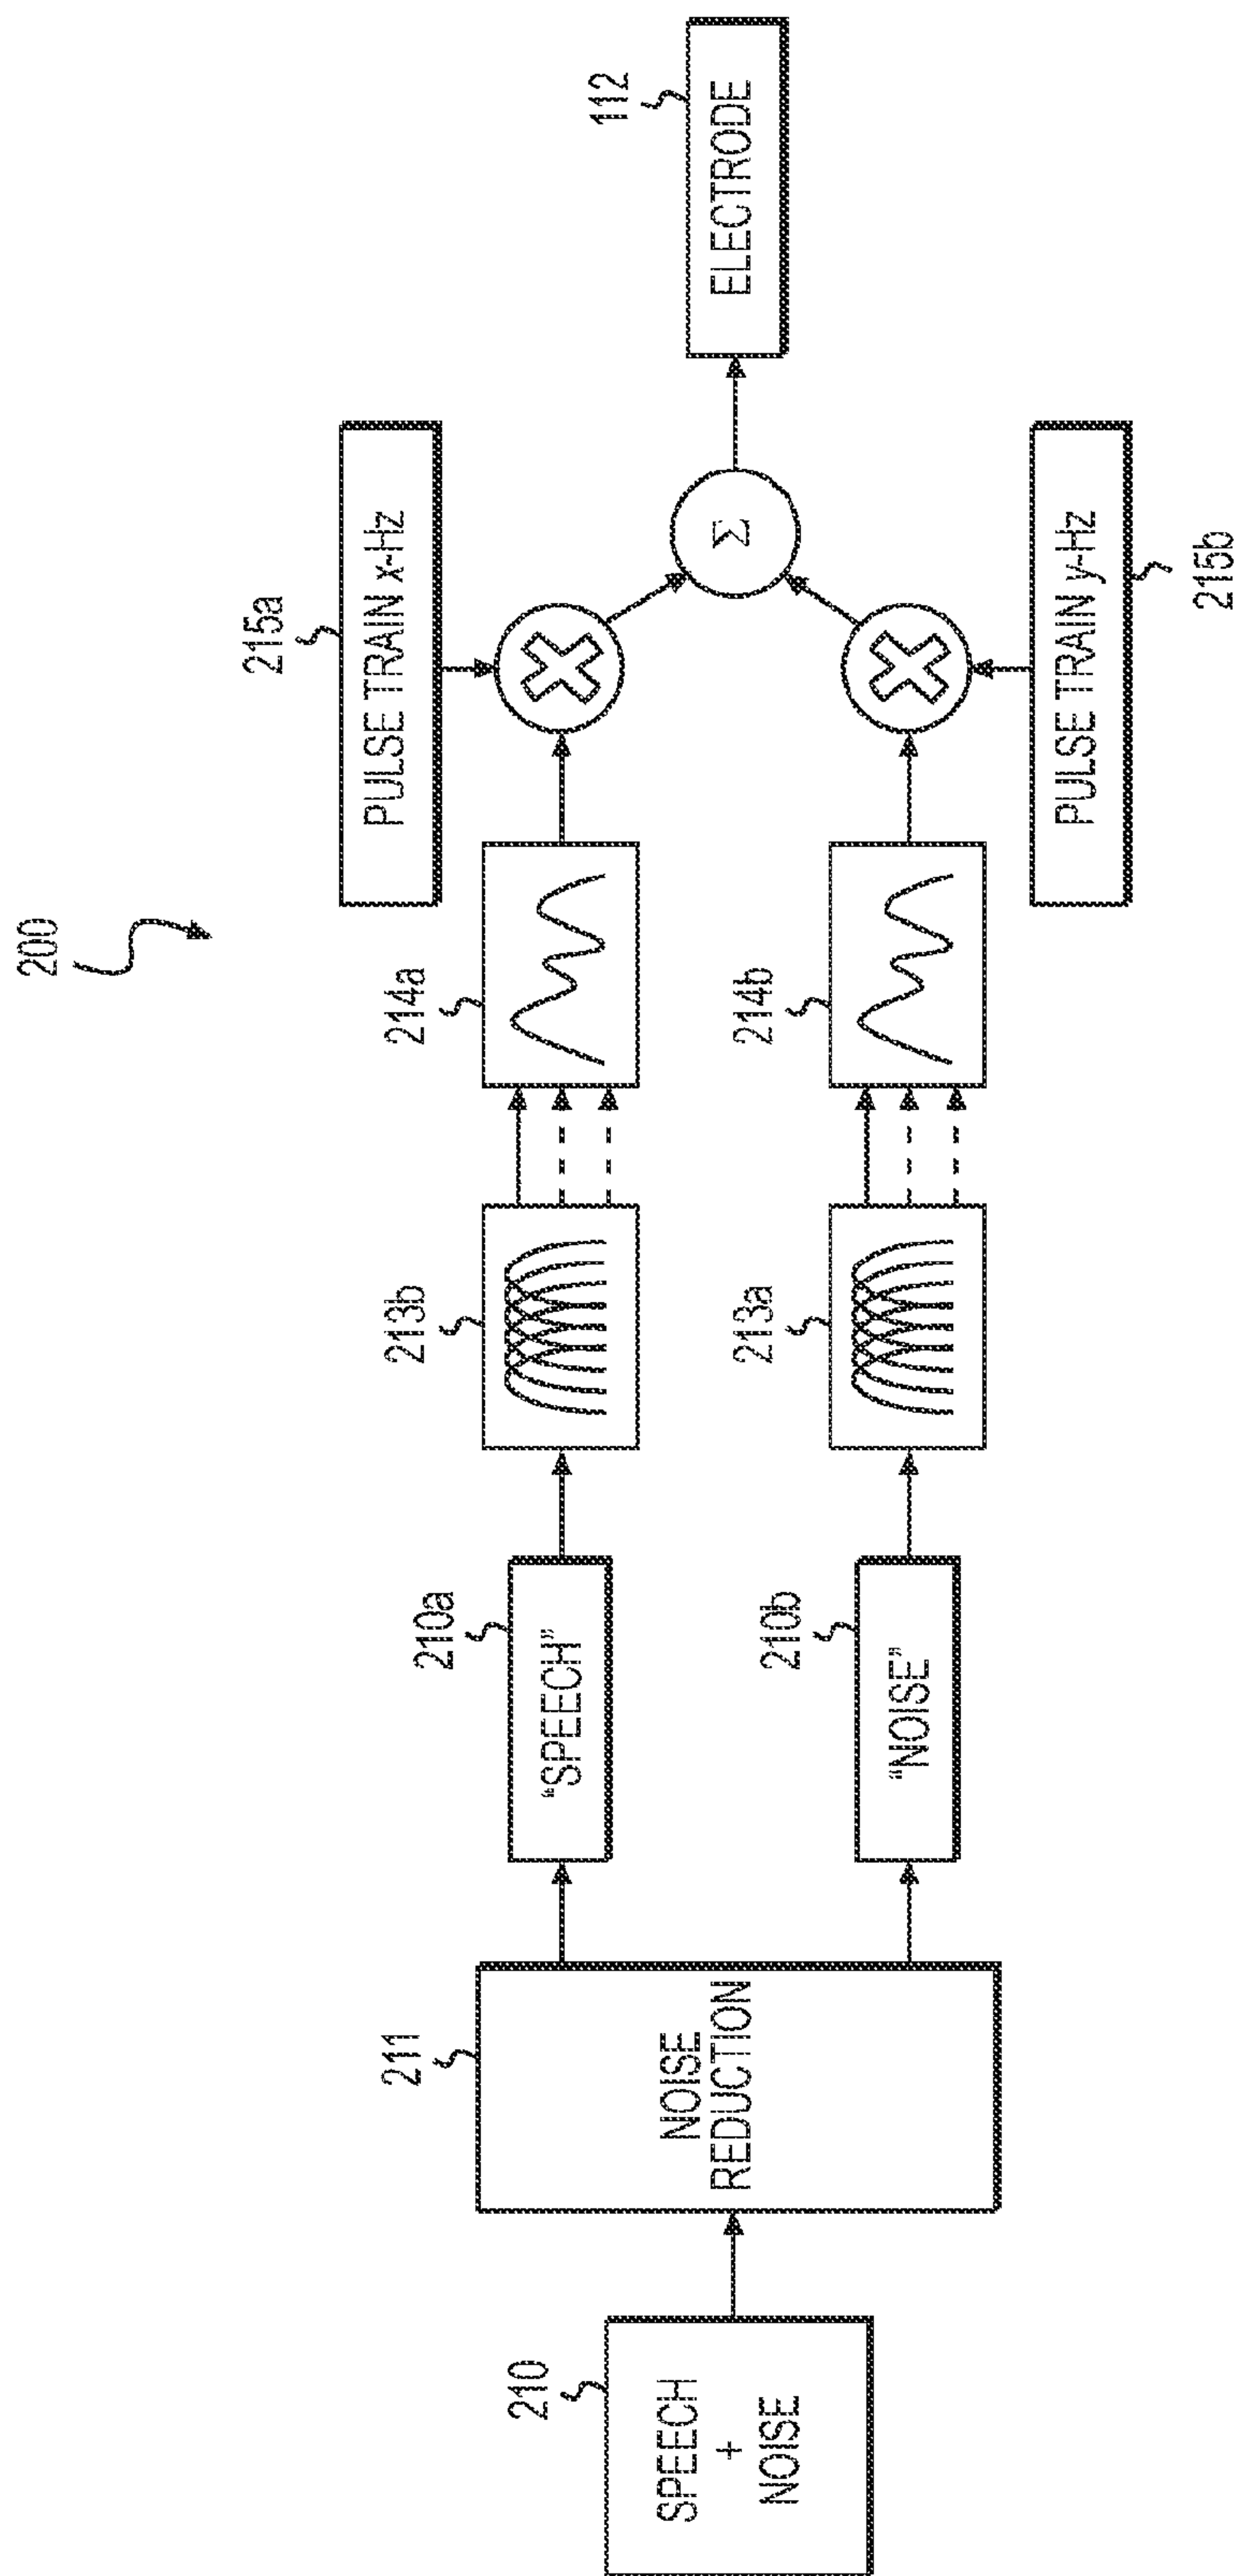 200
210
SPEECH
+
NOISE
211
NOISE
REDUCTION
210a
“SPEECH”
213b
214a
215a
PULSE TRAIN x-Hz
210b
“NOISE”
213a
214b
PULSE TRAIN y-Hz
215b
Σ
112
ELECTRODE